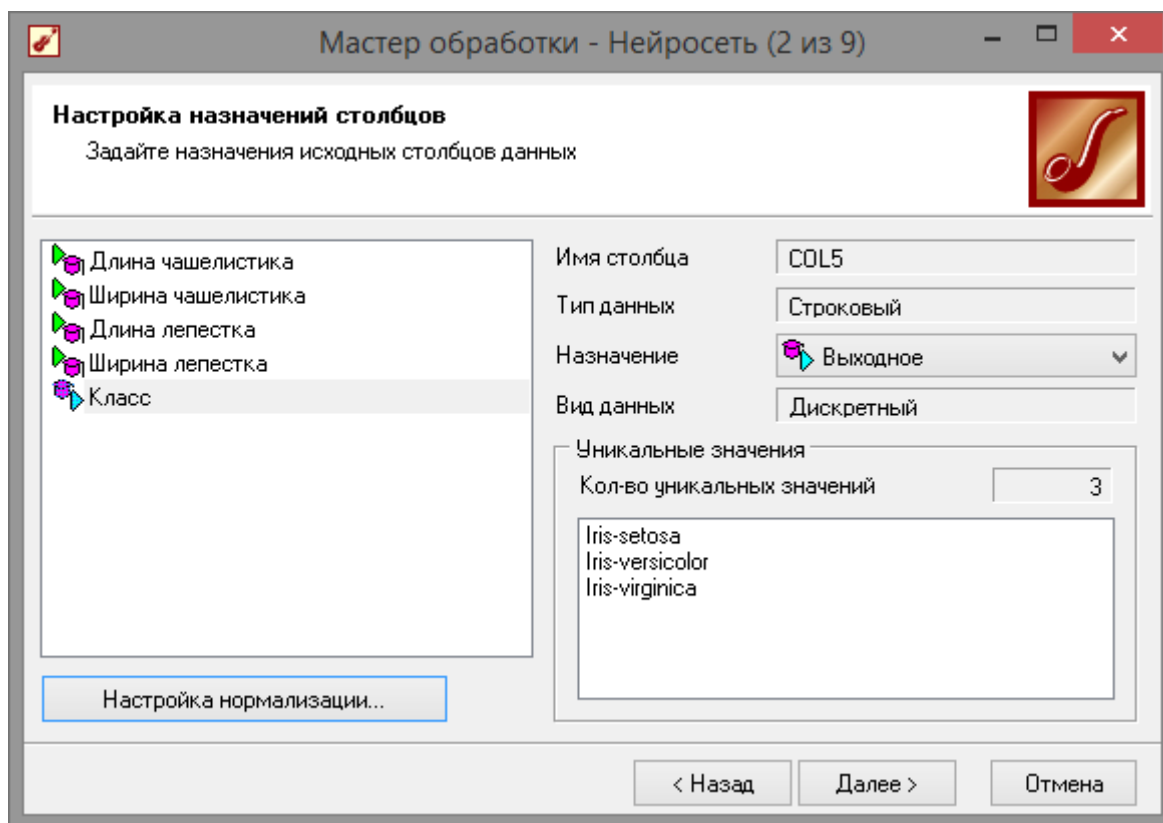 Мастер обработки - Нейросеть (2 из 9)
Настройка назначений столбцов
Задайте назначения исходных столбцов данных
Длина чашелистика
Ширина чашелистика
Длина лепестка
Ширина лепестка
Класс
Настройка нормализации...
Имя столбца COL5
Тип данных Строковый
Назначение Выходное
Вид данных Дискретный
Уникальные значения
Кол-во уникальных значений 3
Iris-setosa
Iris-versicolor
Iris-virginica
< Назад Далее > Отмена